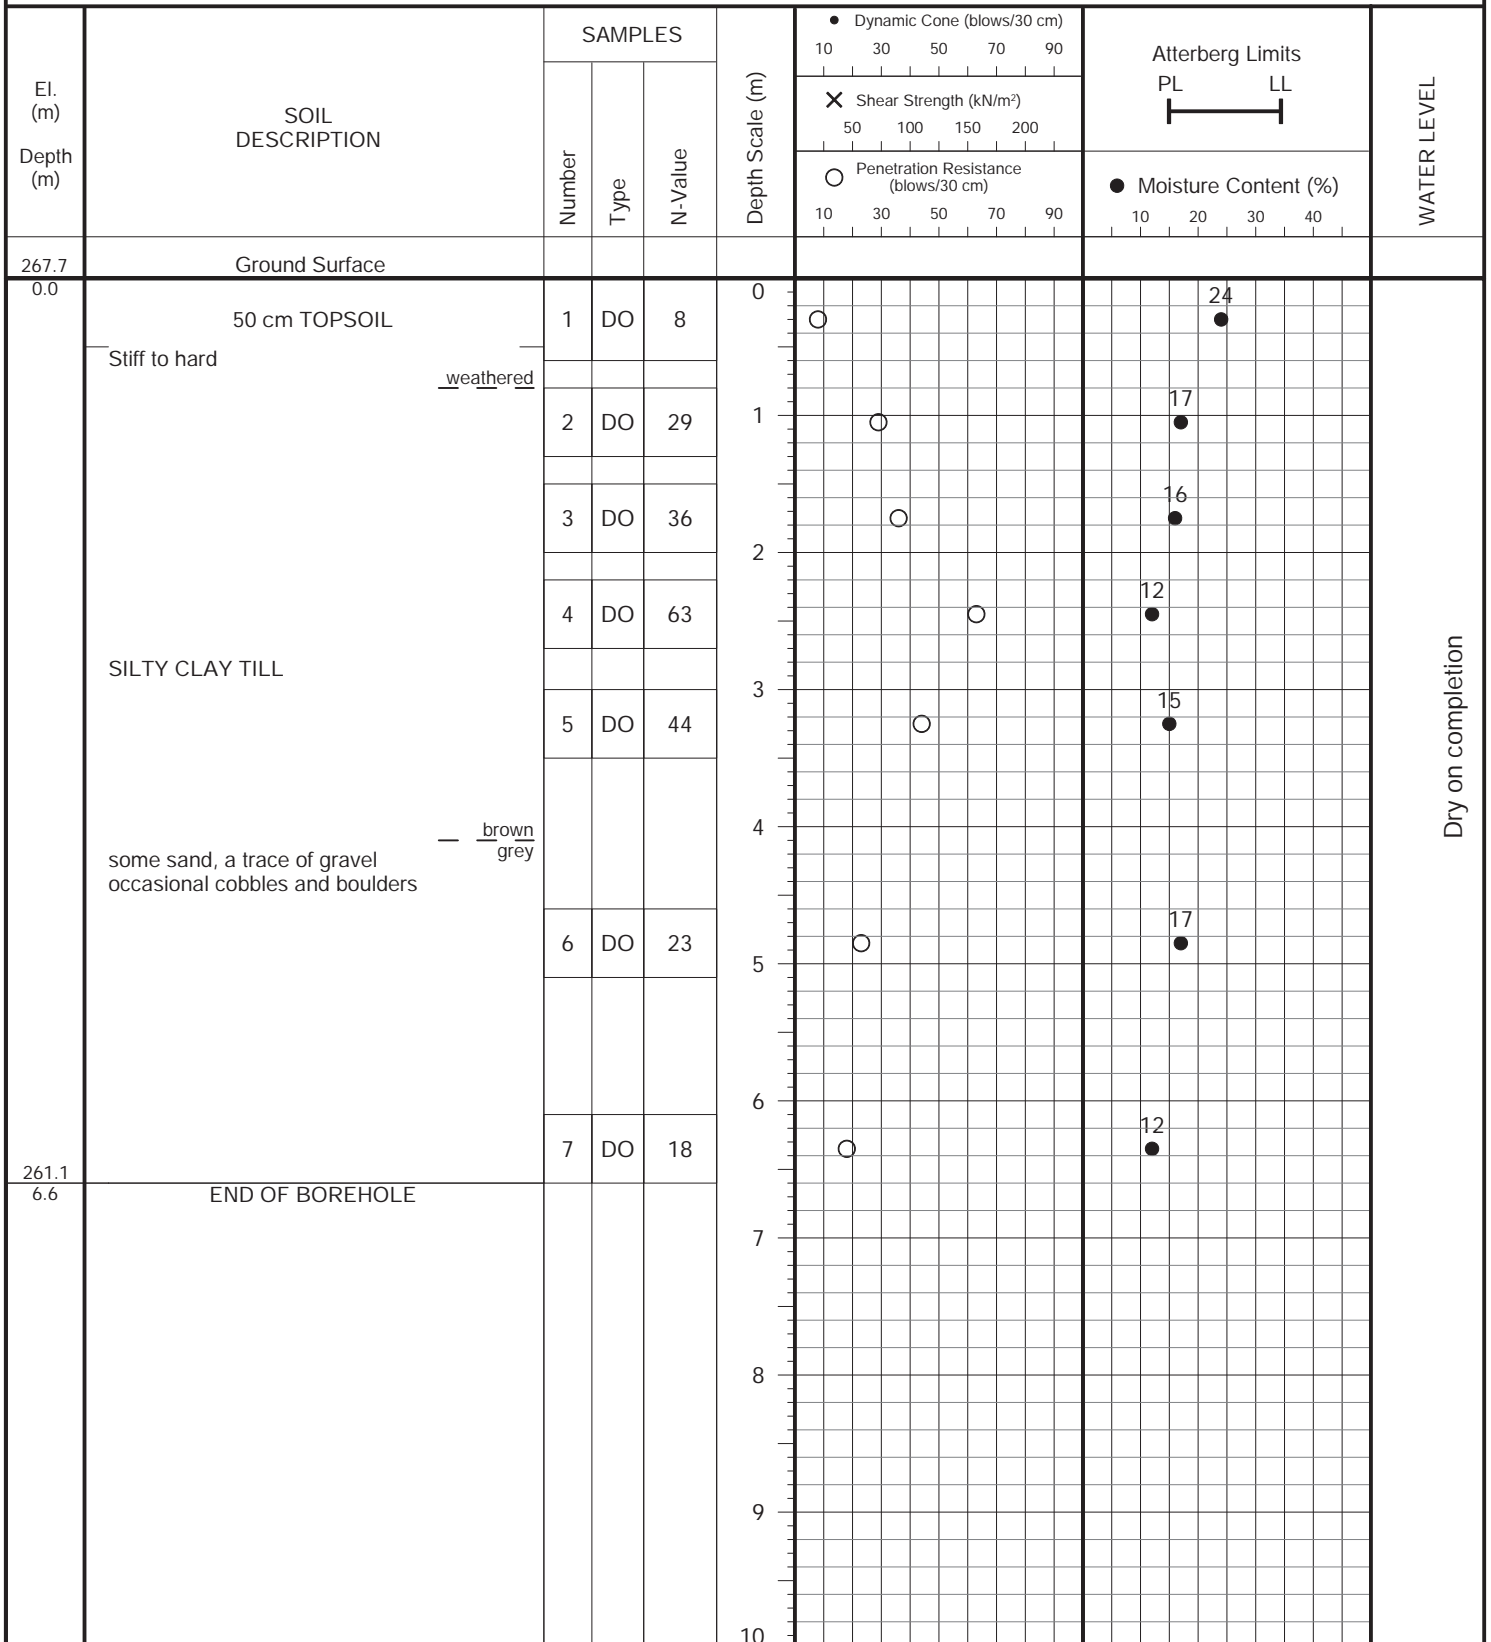 El.
(m)
Depth
(m)
SOIL
DESCRIPTION
SAMPLES
Number
Type
N-Value
Depth Scale (m)
Dynamic Cone (blows/30 cm)
10 30 50 70 90
Shear Strength (kN/m²)
50 100 150 200
Penetration Resistance
(blows/30 cm)
10 30 50 70 90
Atterberg Limits
PL LL
Moisture Content (%)
10 20 30 40
WATER LEVEL
267.7 Ground Surface
0.0
0
24
50 cm TOPSOIL 1 DO 8
Stiff to hard
weathered
17
2 DO 29 1
16
3 DO 36
2
12
4 DO 63
SILTY CLAY TILL
3
15
5 DO 44
Dry on completion
4
brown
grey
some sand, a trace of gravel
occasional cobbles and boulders
17
6 DO 23
5
6
12
7 DO 18
261.1
6.6 END OF BOREHOLE
7
8
9
10